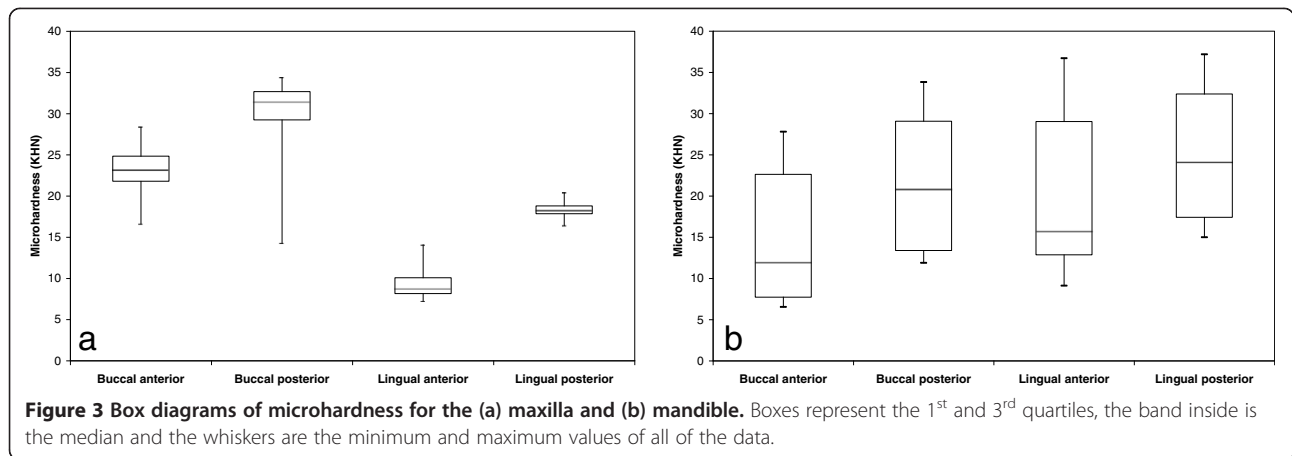 40
35
30
25
20
15
10
5
0
Microhardness (KHN)
a
Buccal anterior Buccal posterior Lingual anterior Lingual posterior
40
35
30
25
20
15
10
5
0
Microhardness (KHN)
b
Buccal anterior Buccal posterior Lingual anterior Lingual posterior
Figure 3 Box diagrams of microhardness for the (a) maxilla and (b) mandible. Boxes represent the 1st and 3rd quartiles, the band inside is
the median and the whiskers are the minimum and maximum values of all of the data.